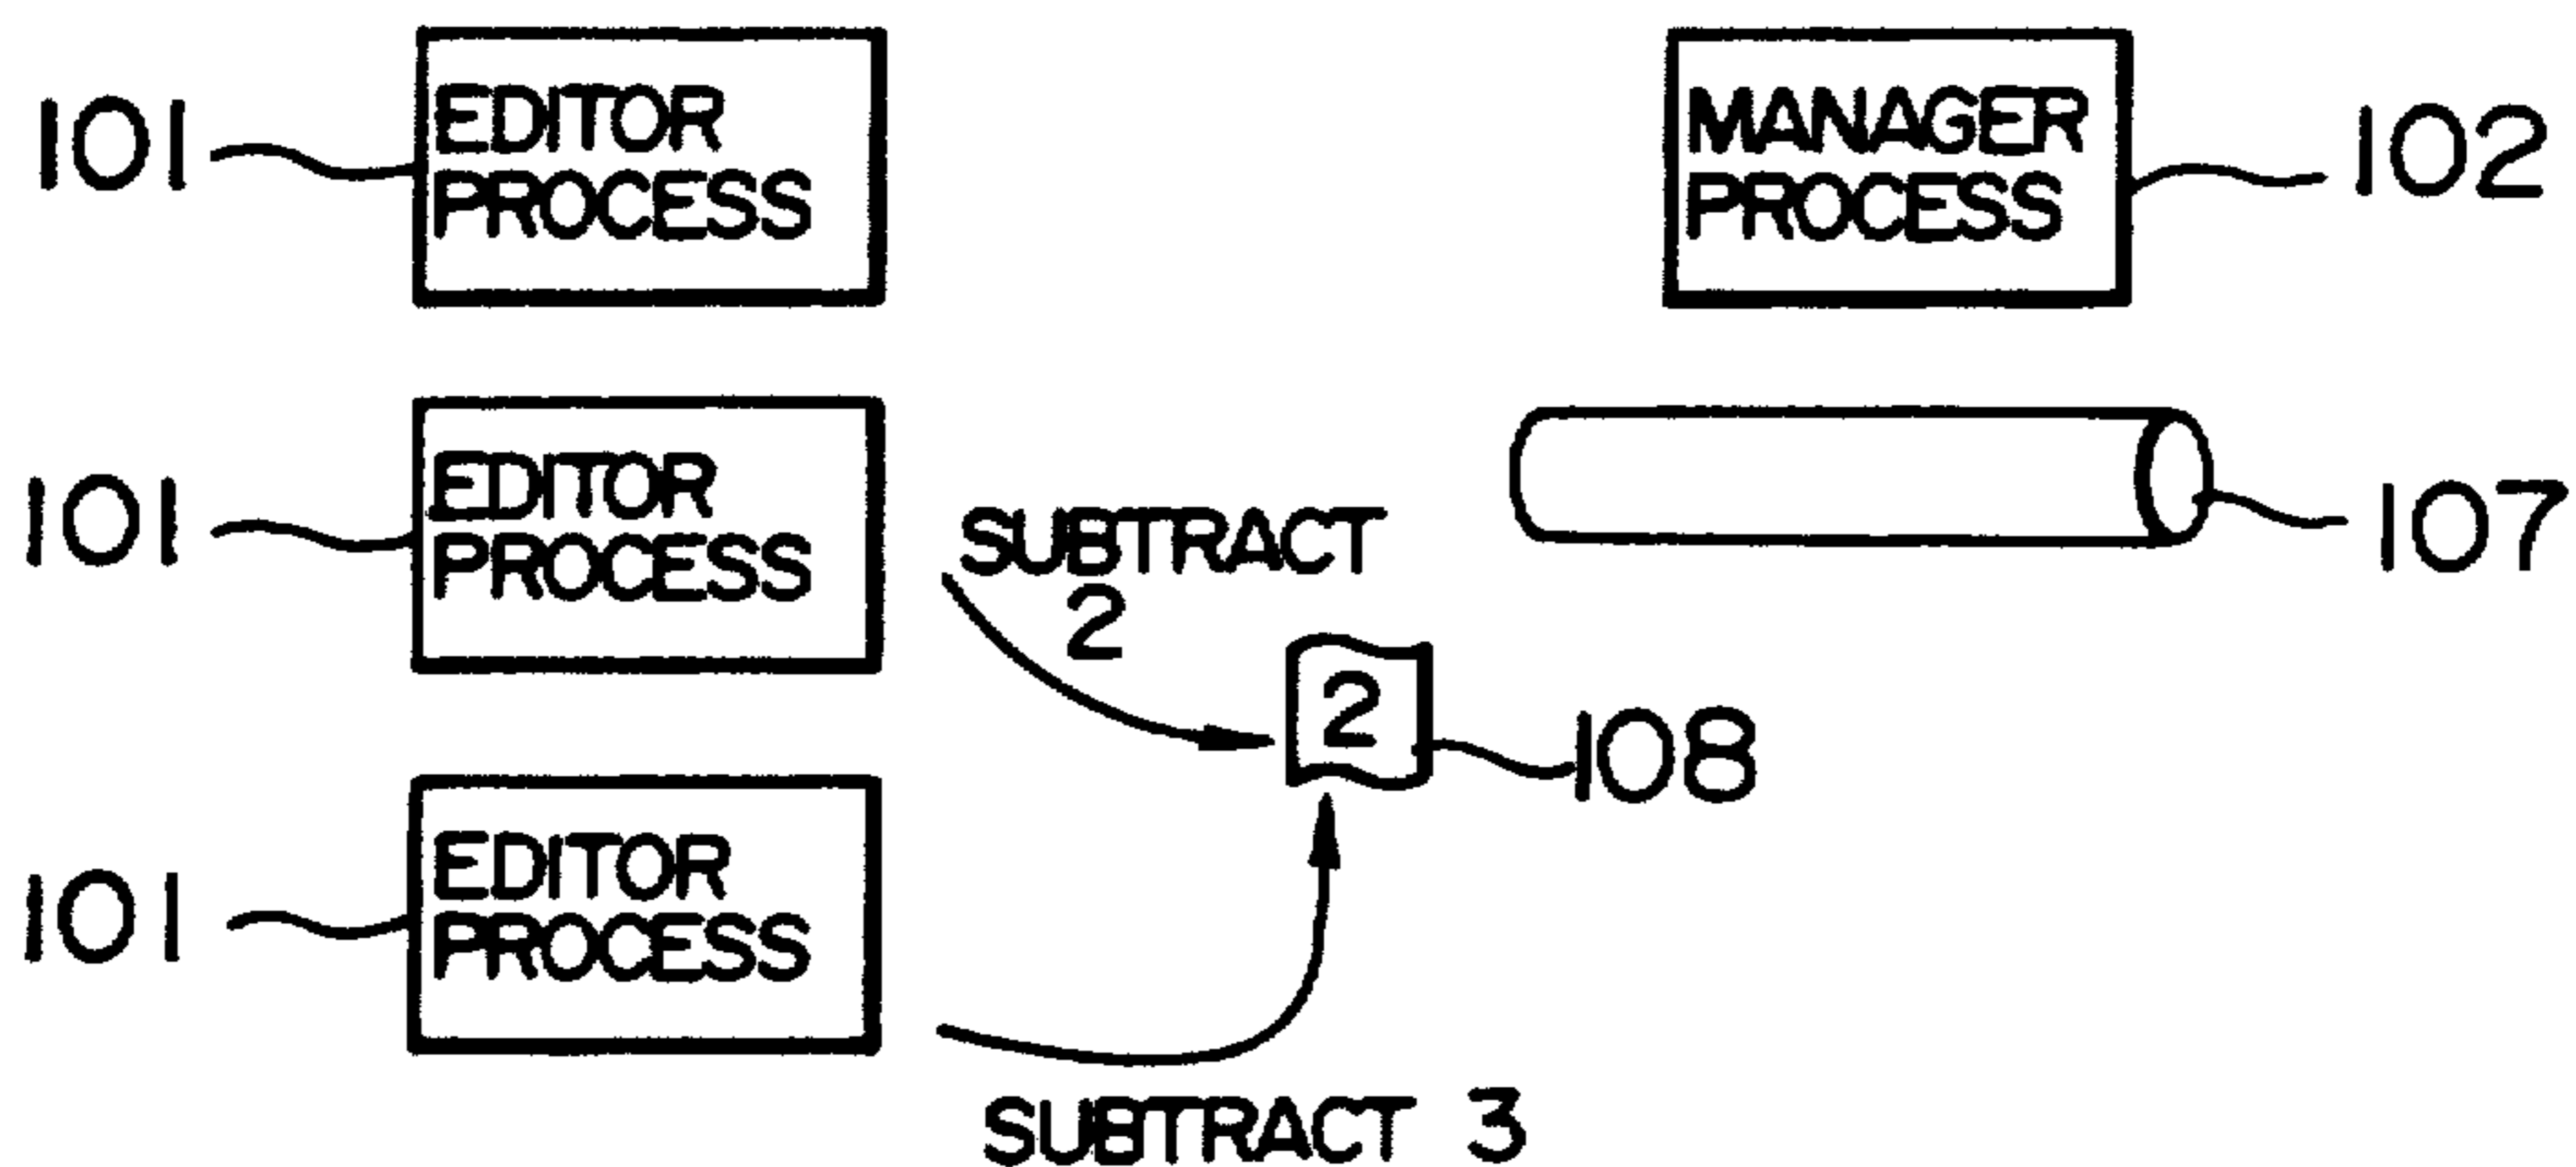 101
EDITOR
PROCESS
MANAGER
PROCESS
102
101
EDITOR
PROCESS
SUBTRACT
2
107
2
108
101
EDITOR
PROCESS
SUBTRACT 3